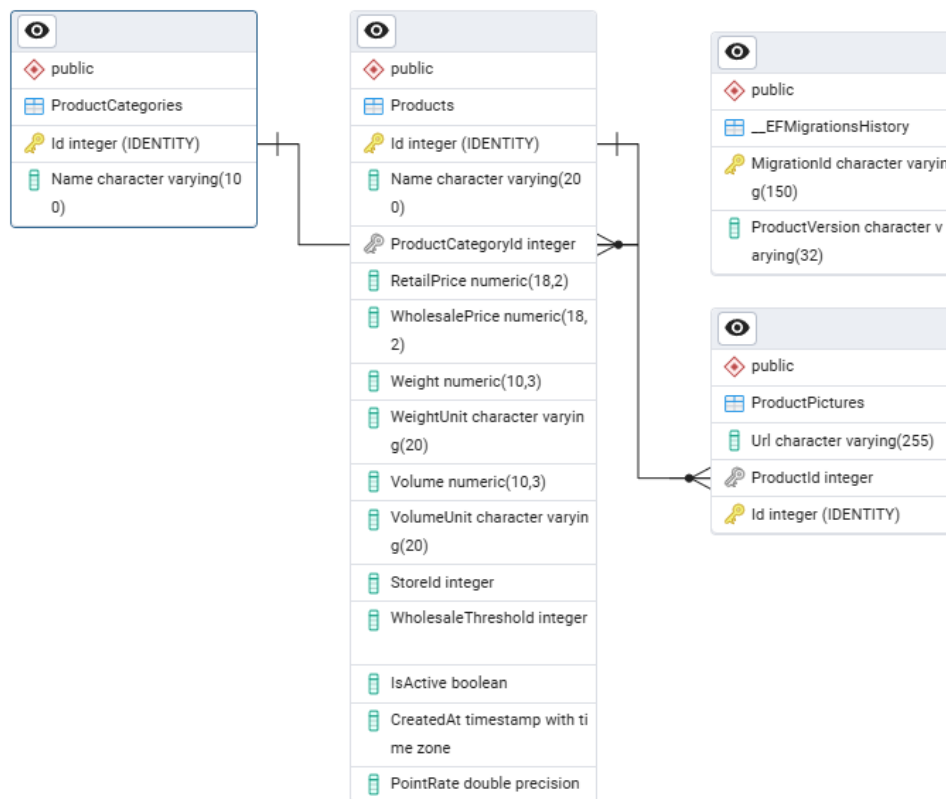 public
ProductCategories
Id integer (IDENTITY)
Name character varying(10
0)
public
Products
Id integer (IDENTITY)
Name character varying(20
0)
ProductCategoryId integer
RetailPrice numeric(18,2)
WholesalePrice numeric(18,
2)
Weight numeric(10,3)
WeightUnit character varyin
g(20)
Volume numeric(10,3)
VolumeUnit character varyin
g(20)
StoreId integer
WholesaleThreshold integer
IsActive boolean
CreatedAt timestamp with ti
me zone
PointRate double precision
public
__EFMigrationsHistory
MigrationId character varyin
g(150)
ProductVersion character v
arying(32)
public
ProductPictures
Url character varying(255)
ProductId integer
Id integer (IDENTITY)